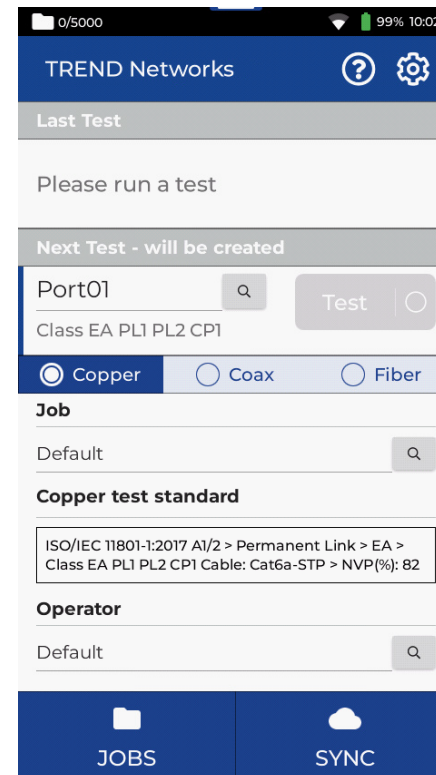 0/5000 99% 10:02
TREND Networks
Last Test
Please run a test
Next Test - will be created
Port01
Test
Class EA PL1 PL2 CP1
Copper Coax Fiber
Job
Default
Copper test standard
ISO/IEC 11801-1:2017 A1/2 > Permanent Link > EA >
Class EA PL1 PL2 CP1 Cable: Cat6a-STP > NVP(%): 82
Operator
Default
JOBS SYNC